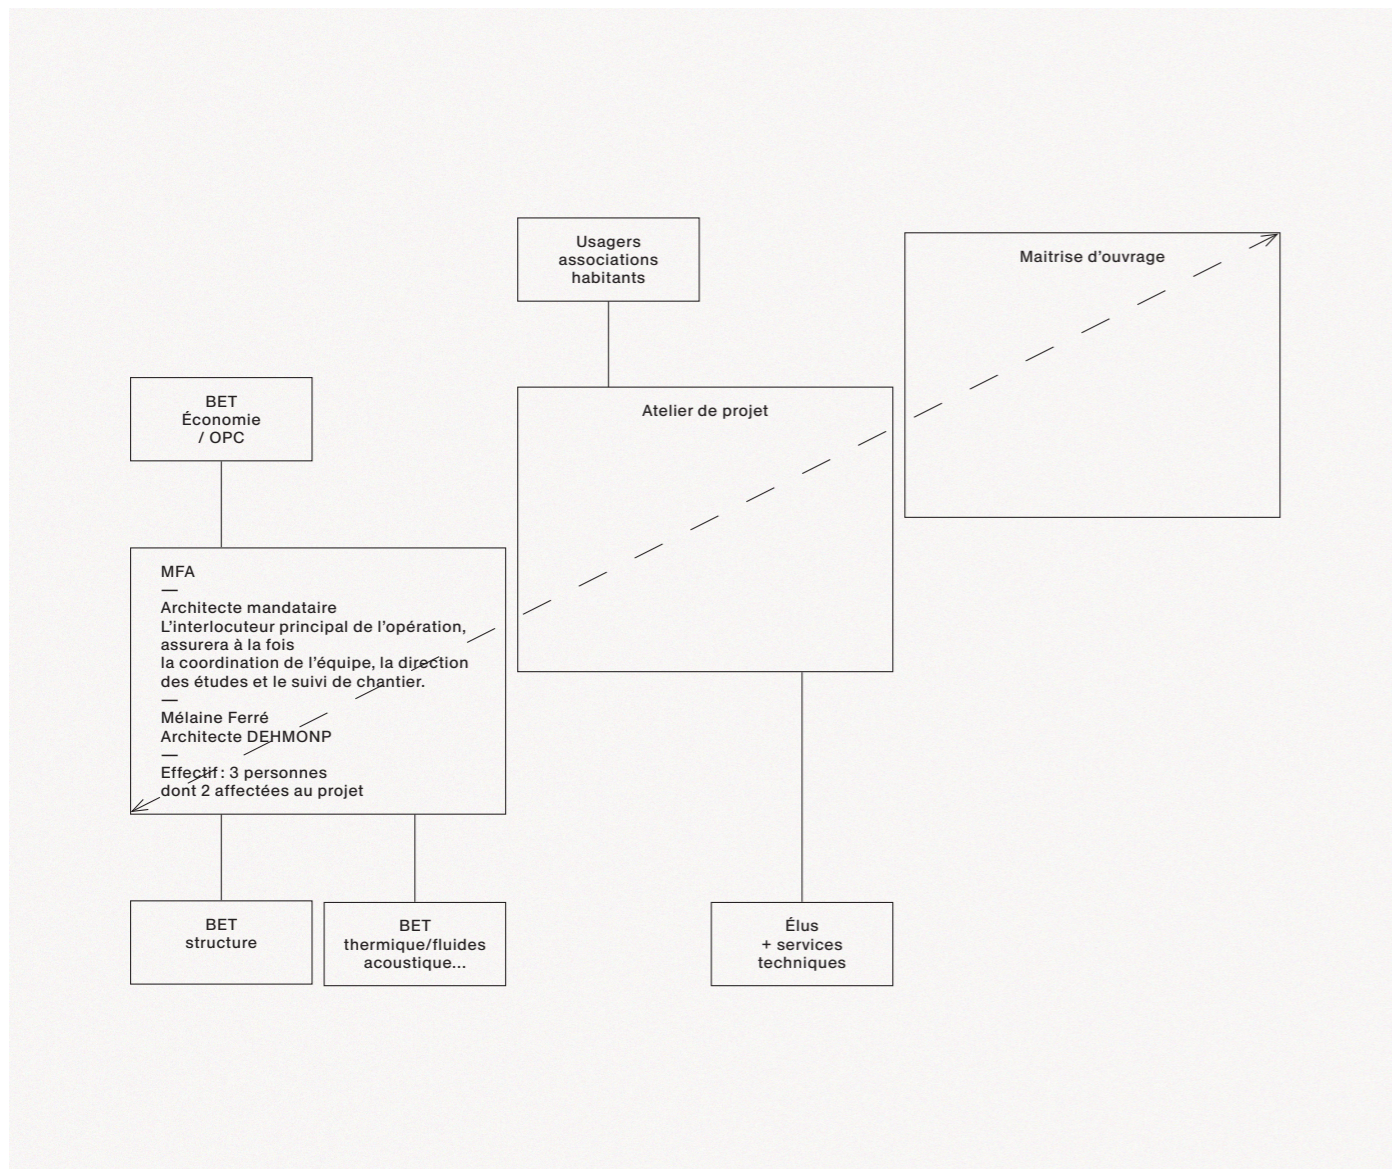 Usagers
associations
habitants
Maitrise d’ouvrage
BET
Économie
/ OPC
Atelier de projet
MFA
—
Architecte mandataire
L’interlocuteur principal de l’opération,
assurera à la fois
la coordination de l’équipe, la direction
des études et le suivi de chantier.
—
Mélaine Ferré
Architecte DEHMONP
—
Effectif : 3 personnes
dont 2 affectées au projet
BET
structure
BET
thermique/fluides
acoustique...
Élus
+ services
techniques